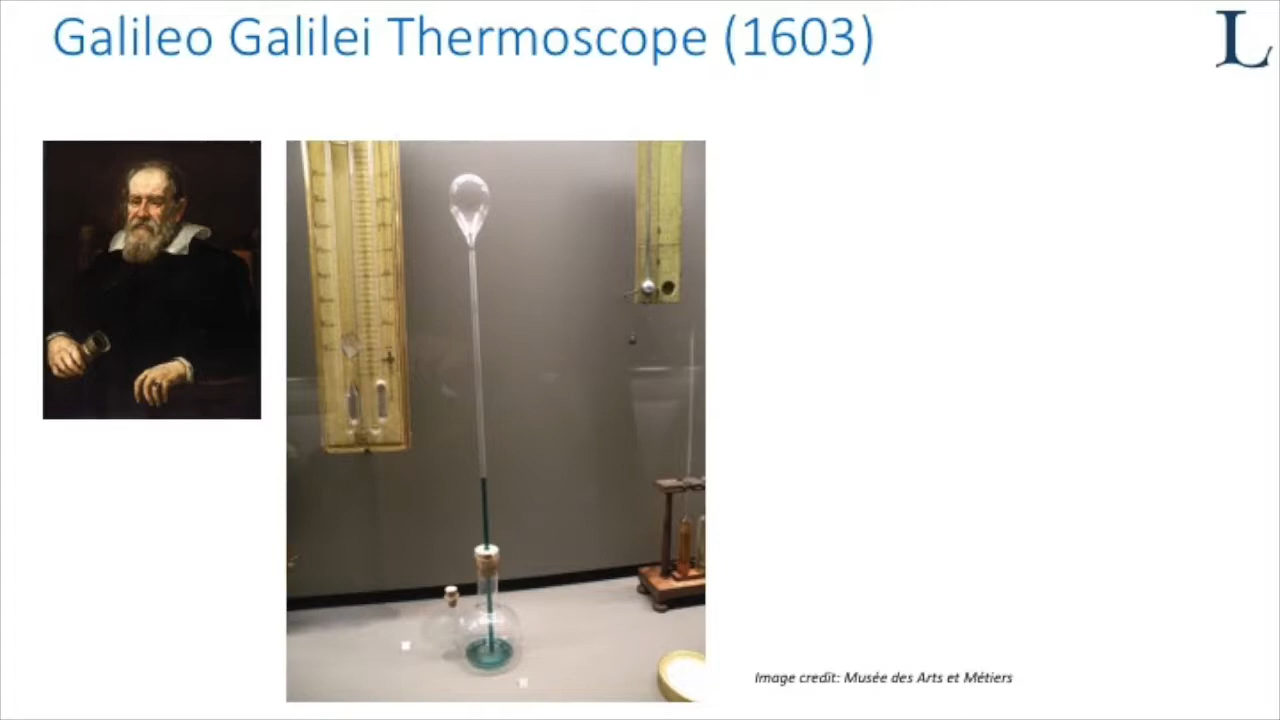 Galileo Galilei Thermoscope (1603)
L
Image credit: Musée des Arts et Métiers